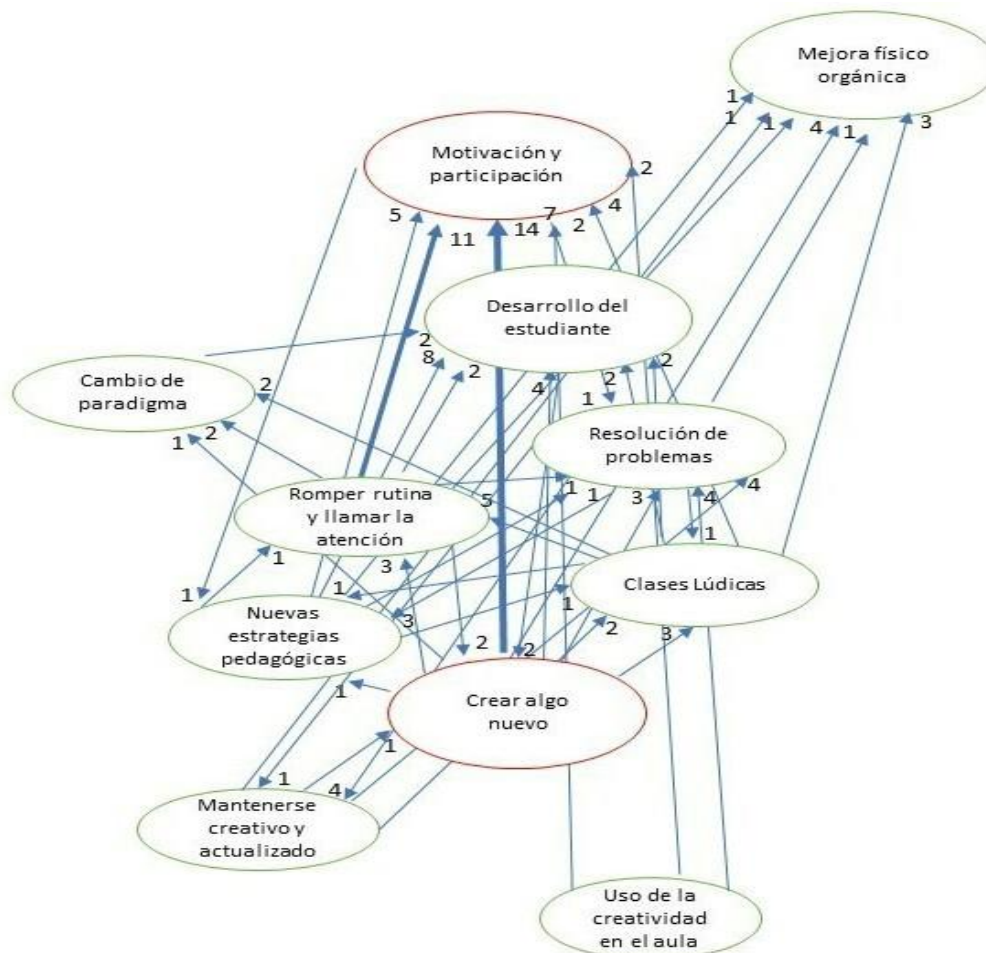 Mejora físico
orgánica
1
1
1
4
1
3
Motivación y
participación
2
5
7
4
11
14
2
Desarrollo del
estudiante
2
8
2
4
2
2
Cambio de
paradigma
2
1
2
1
Resolución de
problemas
Romper rutina
y llamar la
atención
5
1
1
3
4
4
1
3
1
Clases Lúdicas
1
2
3
1
Nuevas
estrategias
pedagógicas
3
1
2
2
Crear algo
nuevo
1
1
4
1
Mantenerse
creativo y
actualizado
Uso de la
creatividad
en el aula